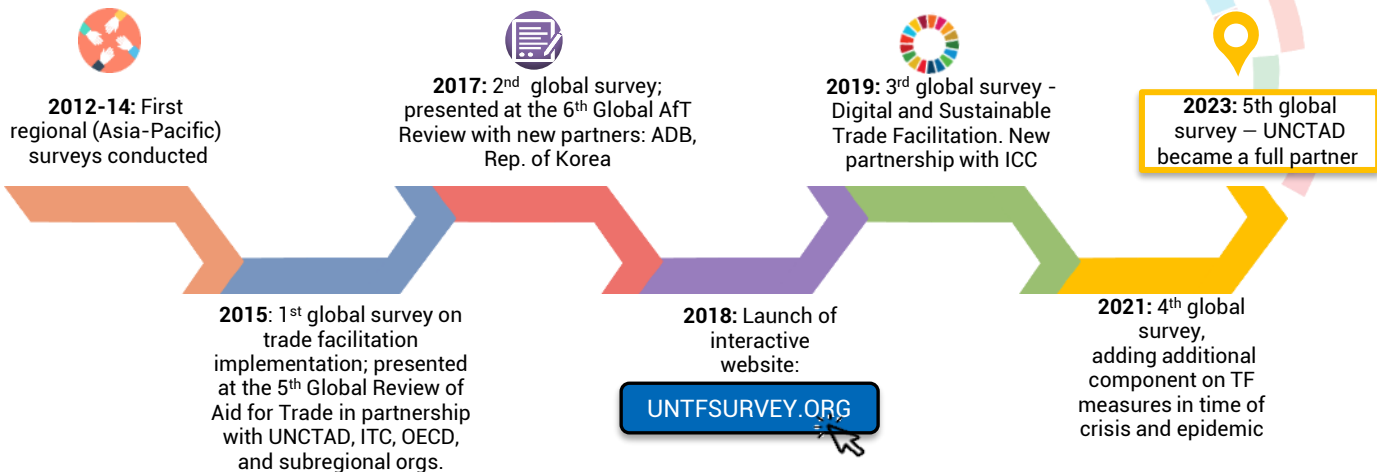 2012-14: First
regional (Asia-Pacific)
surveys conducted
2015: 1st global survey on
trade facilitation
implementation; presented
at the 5th Global Review of
Aid for Trade in partnership
with UNCTAD, ITC, OECD,
and subregional orgs.
2017: 2nd global survey;
presented at the 6th Global AfT
Review with new partners: ADB,
Rep. of Korea
2018: Launch of
interactive
website:
UNTFSURVEY.ORG
2019: 3rd global survey -
Digital and Sustainable
Trade Facilitation. New
partnership with ICC
2021: 4th global
survey,
adding additional
component on TF
measures in time of
crisis and epidemic
2023: 5th global
survey – UNCTAD
became a full partner